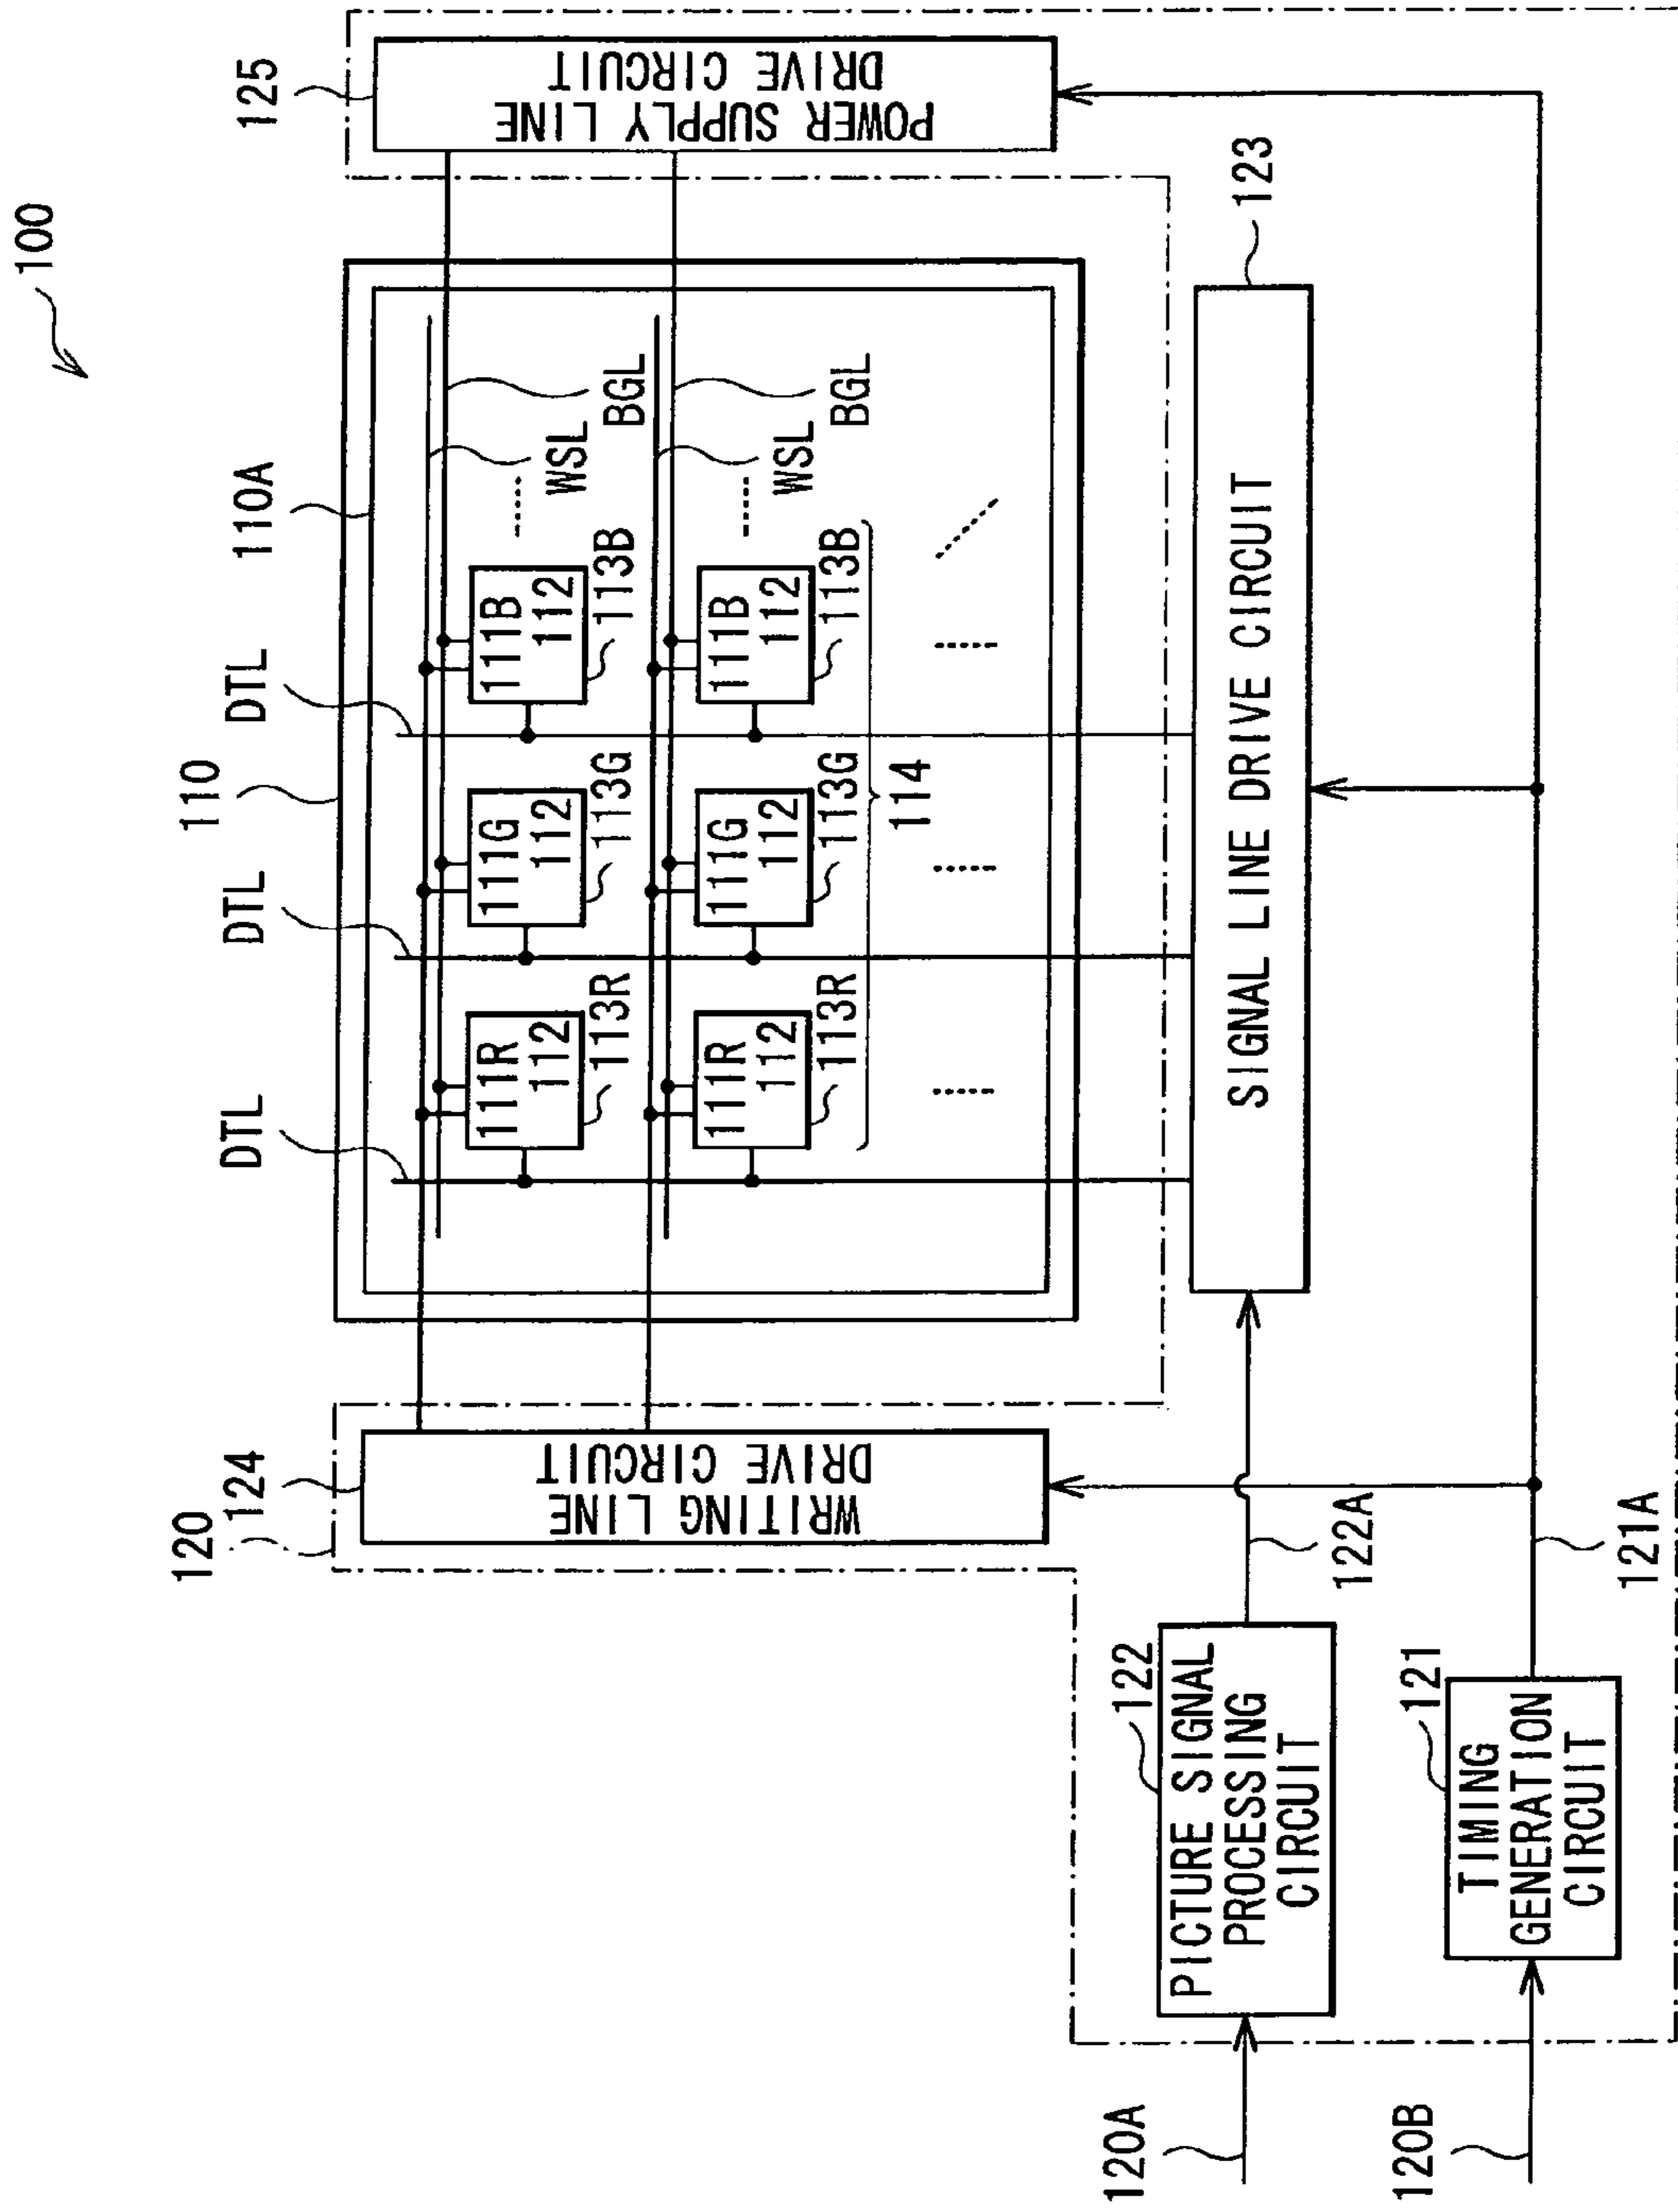 100
110
110A
120
124
125
DTL
DTL
DTL
WRITING LINE
DRIVE CIRCUIT
POWER SUPPLY LINE
DRIVE CIRCUIT
111R
112
113R
111G
112
113G
111B
112
113B
WSL
BGL
111R
112
113R
111G
112
113G
111B
112
113B
WSL
BGL
114
122
PICTURE SIGNAL
PROCESSING
CIRCUIT
120A
122A
SIGNAL LINE DRIVE CIRCUIT
123
121
TIMING
GENERATION
CIRCUIT
120B
121A